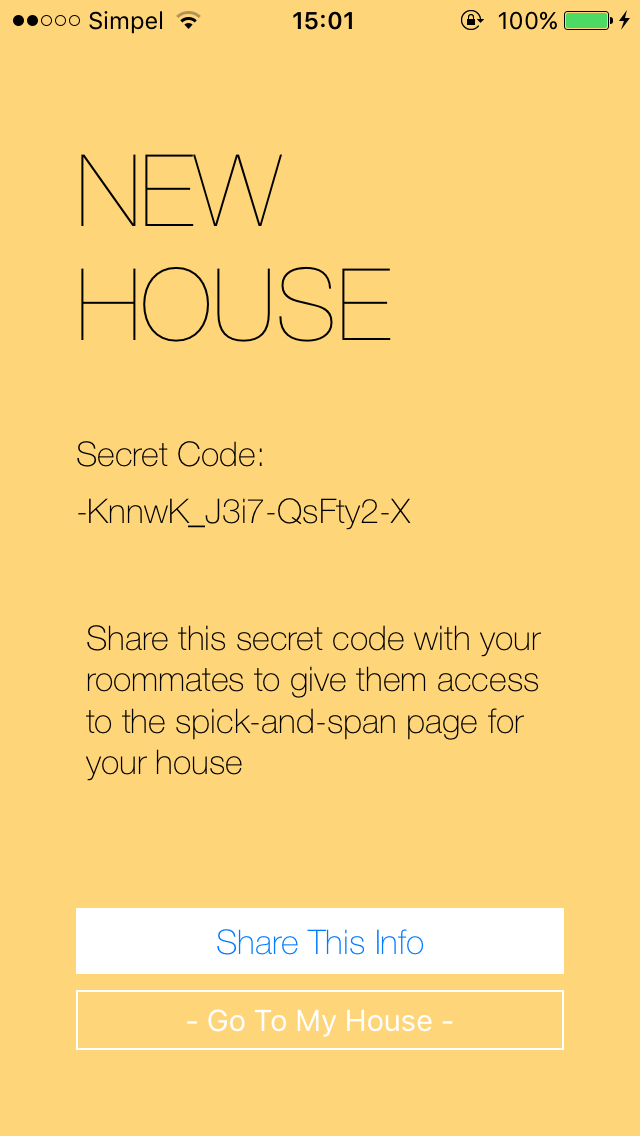 Simpel 15:01 100%
NEW
HOUSE
Secret Code:
-KnnwK_J3i7-QsFty2-X
Share this secret code with your
roommates to give them access
to the spick-and-span page for
your house
Share This Info
- Go To My House -